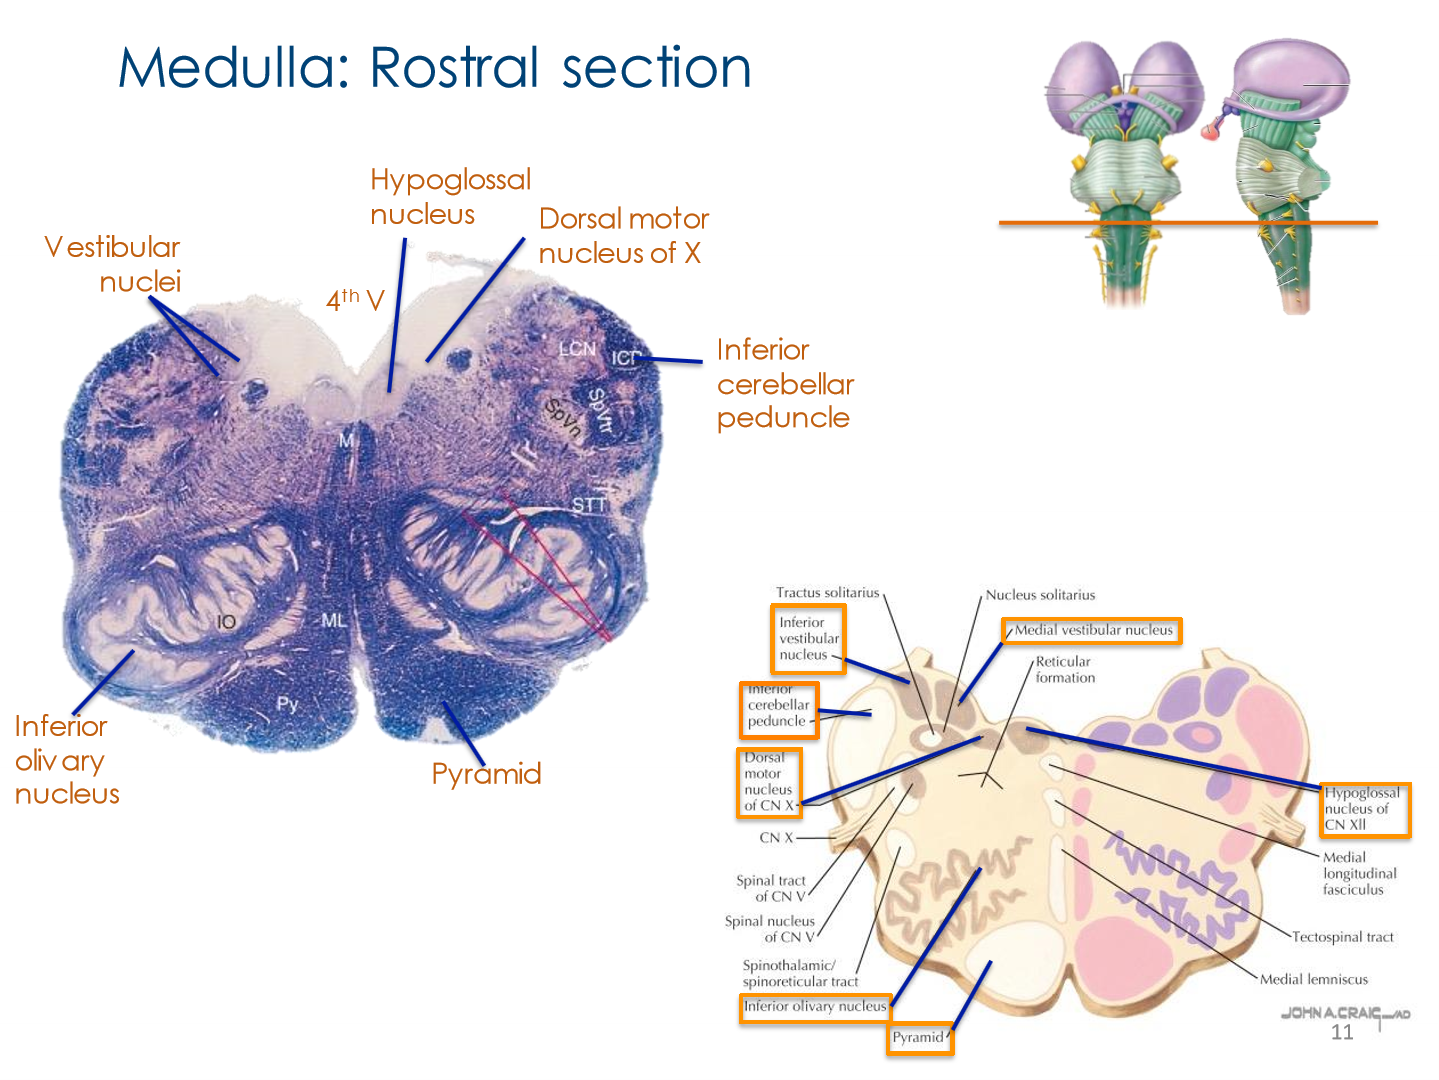 Medulla: Rostral section
Hypoglossal
nucleus
Dorsal motor
nucleus of X
Vestibular
nuclei
4th V
Inferior
cerebellar
peduncle
LCN
ICP
SpVn
SpVtr
M
STT
IO
ML
Py
Inferior
olivary
nucleus
Pyramid
Tractus solitarius
Nucleus solitarius
Inferior
vestibular
nucleus
Medial vestibular nucleus
Reticular
formation
Inferior
cerebellar
peduncle
Dorsal
motor
nucleus
of CN X
Hypoglossal
nucleus of
CN XII
CN X
Medial
longitudinal
fasciculus
Spinal tract
of CN V
Spinal nucleus
of CN V
Tectospinal tract
Spinothalamic/
spinoreticular tract
Medial lemniscus
Inferior olivary nucleus
Pyramid
JOHN A. CRAIG, MD
11